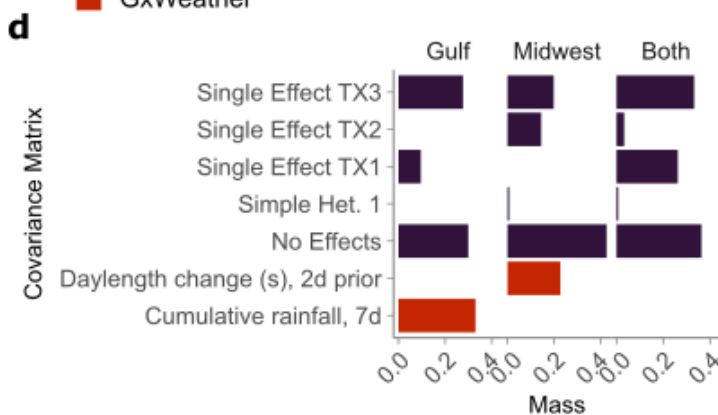 GxWeather
d
Gulf Midwest Both
Covariance Matrix
Single Effect TX3
Single Effect TX2
Single Effect TX1
Simple Het. 1
No Effects
Daylength change (s), 2d prior
Cumulative rainfall, 7d
0.0 0.2 0.4 0.0 0.2 0.4 0.0 0.2 0.4
Mass